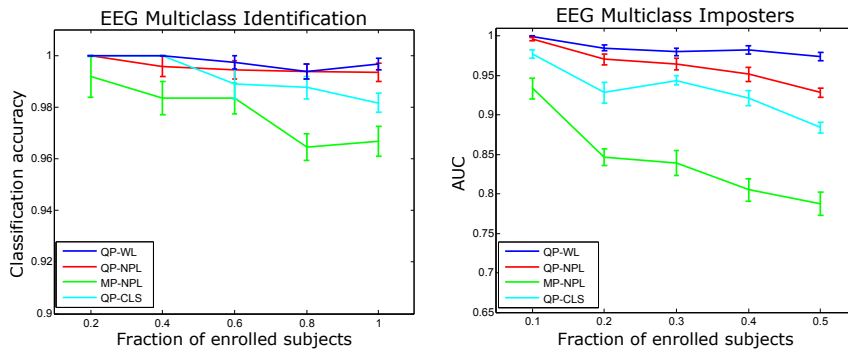 EEG Multiclass Identification
Classification accuracy
1
0.98
0.96
0.94
0.92
0.9
QP-WL
QP-NPL
MP-NPL
QP-CLS
0.2 0.4 0.6 0.8 1
Fraction of enrolled subjects
EEG Multiclass Imposters
AUC
1
0.95
0.9
0.85
0.8
0.75
0.7
0.65
QP-WL
QP-NPL
MP-NPL
QP-CLS
0.1 0.2 0.3 0.4 0.5
Fraction of enrolled subjects